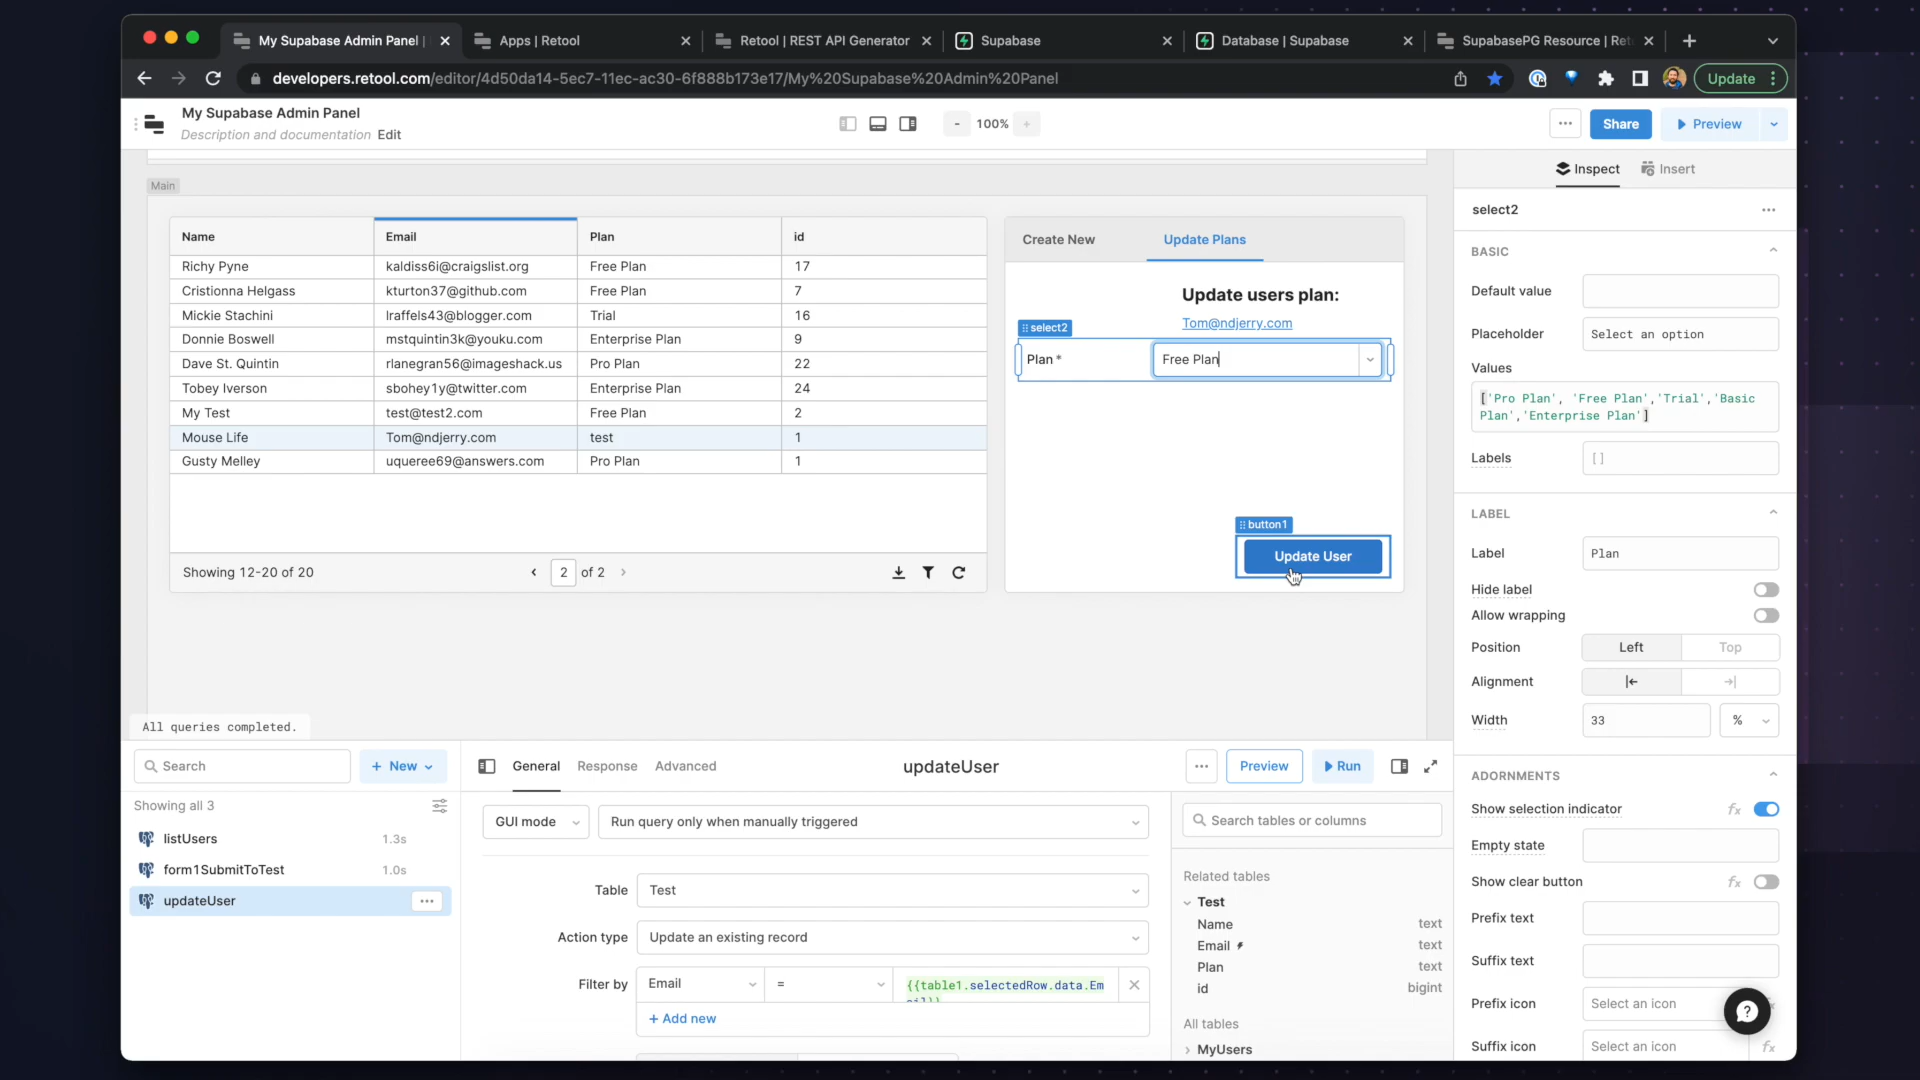 My Supabase Admin Panel |
Apps | Retool
Retool | REST API Generator
Supabase
Database | Supabase
SupabasePG Resource | Ret
developers.retool.com/editor/4d50da14-5ec7-11ec-ac30-6f888b173e17/My%20Supabase%20Admin%20Panel
Update
My Supabase Admin Panel
Description and documentation Edit
- 100% +
Share
Preview
Inspect
Insert
Main
Name Email Plan id
Richy Pyne kaldiss6i@craigslist.org Free Plan 17
Cristionna Helgass kturton37@github.com Free Plan 7
Mickie Stachini lraffels43@blogger.com Trial 16
Donnie Boswell mstquintin3k@youku.com Enterprise Plan 9
Dave St. Quintin rlanegran56@imageshack.us Pro Plan 22
Tobey Iverson sbohey1y@twitter.com Enterprise Plan 24
My Test test@test2.com Free Plan 2
Mouse Life Tom@ndjerry.com test 1
Gusty Melley uqueree69@answers.com Pro Plan 1
Showing 12-20 of 20
2 of 2
Create New
Update Plans
Update users plan:
Tom@ndjerry.com
select2
Plan *
Free Plan
button1
Update User
select2
BASIC
Default value
Placeholder Select an option
Values
['Pro Plan', 'Free Plan','Trial','Basic
Plan','Enterprise Plan']
Labels []
LABEL
Label Plan
Hide label
Allow wrapping
Position Left Top
Alignment
Width 33 %
ADORNMENTS
Show selection indicator fx
Empty state
Show clear button fx
Prefix text
Suffix text
Prefix icon Select an icon
Suffix icon Select an icon fx
All queries completed.
Search
+ New
Showing all 3
listUsers 1.3s
form1SubmitToTest 1.0s
updateUser
General
Response
Advanced
updateUser
Preview
Run
GUI mode
Run query only when manually triggered
Table Test
Action type Update an existing record
Filter by Email = {{table1.selectedRow.data.Em
ail}}
+ Add new
Search tables or columns
Related tables
Test
Name text
Email text
Plan text
id bigint
All tables
MyUsers